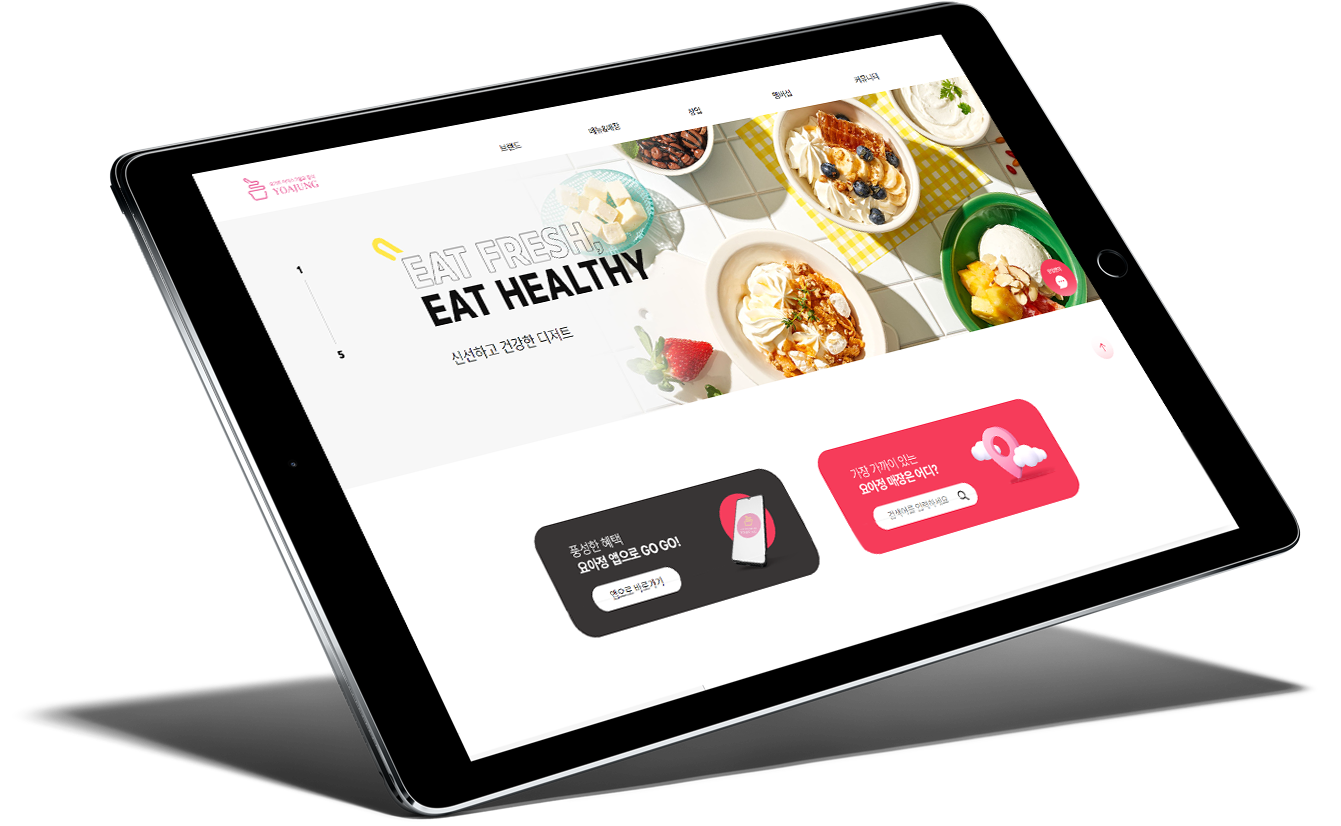 YOAJUNG
브랜드
메뉴&매장
창업
멤버십
커뮤니티
1
5
EAT FRESH,
EAT HEALTHY
신선하고 건강한 디저트
풍성한 혜택
요아정 앱으로 GO GO!
앱으로 바로가기
가장 가까이 있는
요아정 매장은 어디?
검색어를 입력하세요